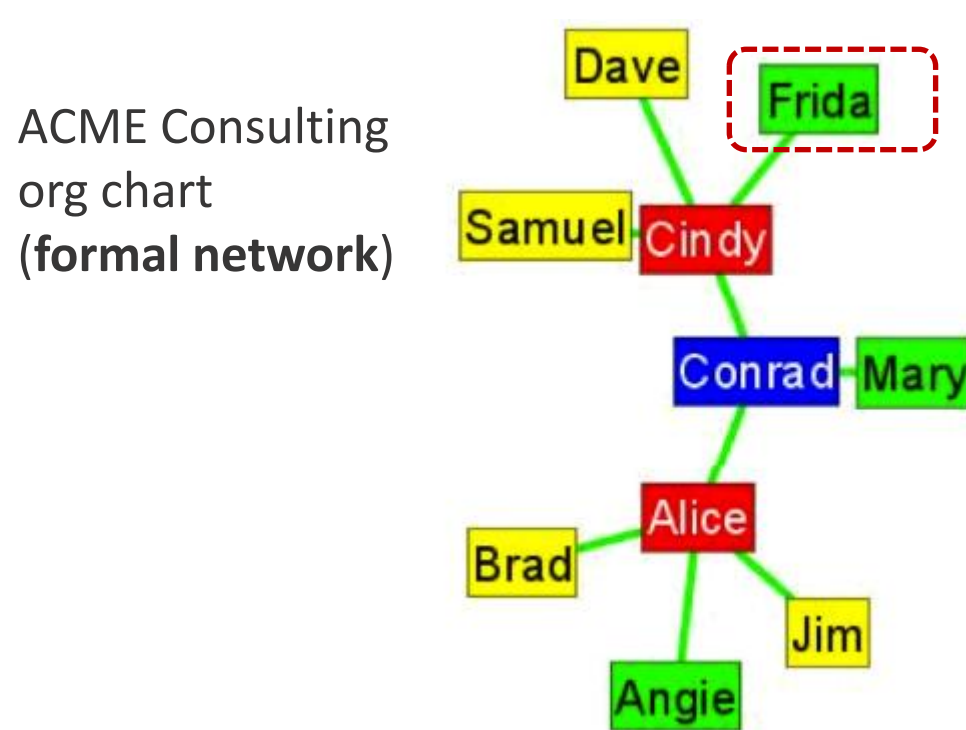 ACME Consulting
org chart
(formal network)
Dave
Frida
Samuel
Cindy
Conrad
Mary
Alice
Brad
Jim
Angie